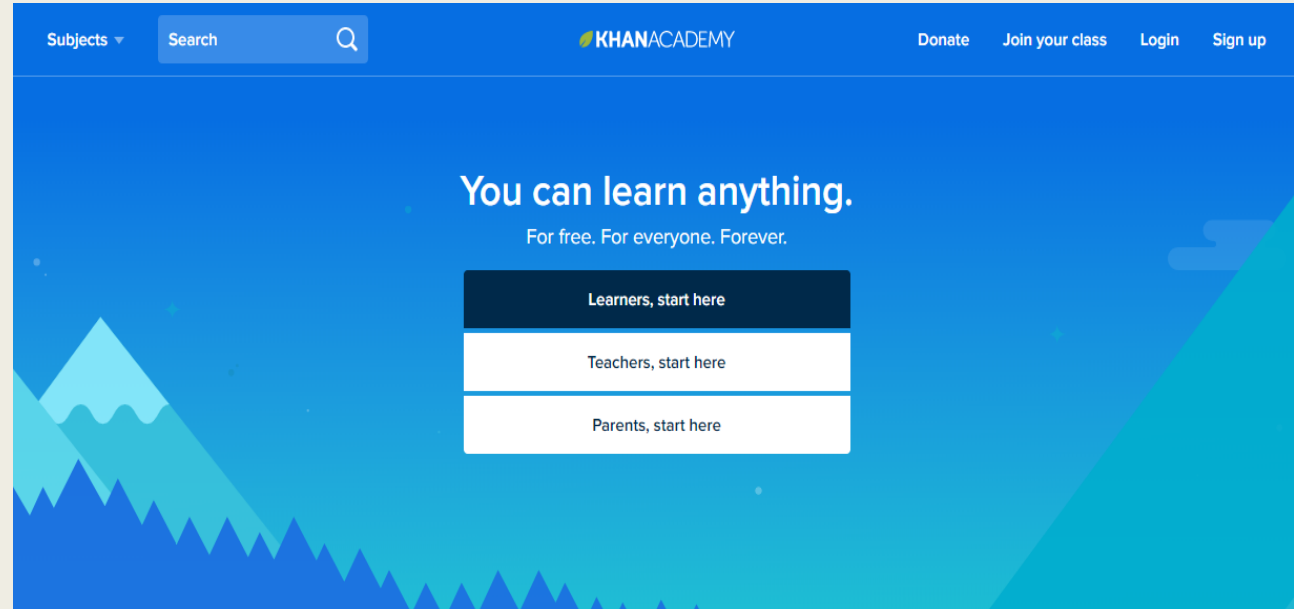 Subjects Search KHANACADEMY Donate Join your class Login Sign up
You can learn anything.
For free. For everyone. Forever.
Learners, start here
Teachers, start here
Parents, start here